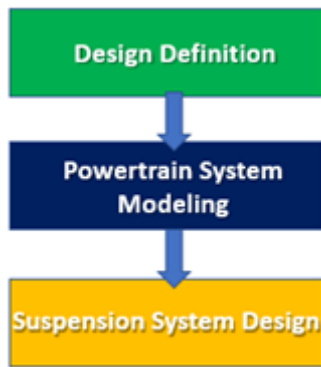 Design Definition
Powertrain System
Modeling
Suspension System Design